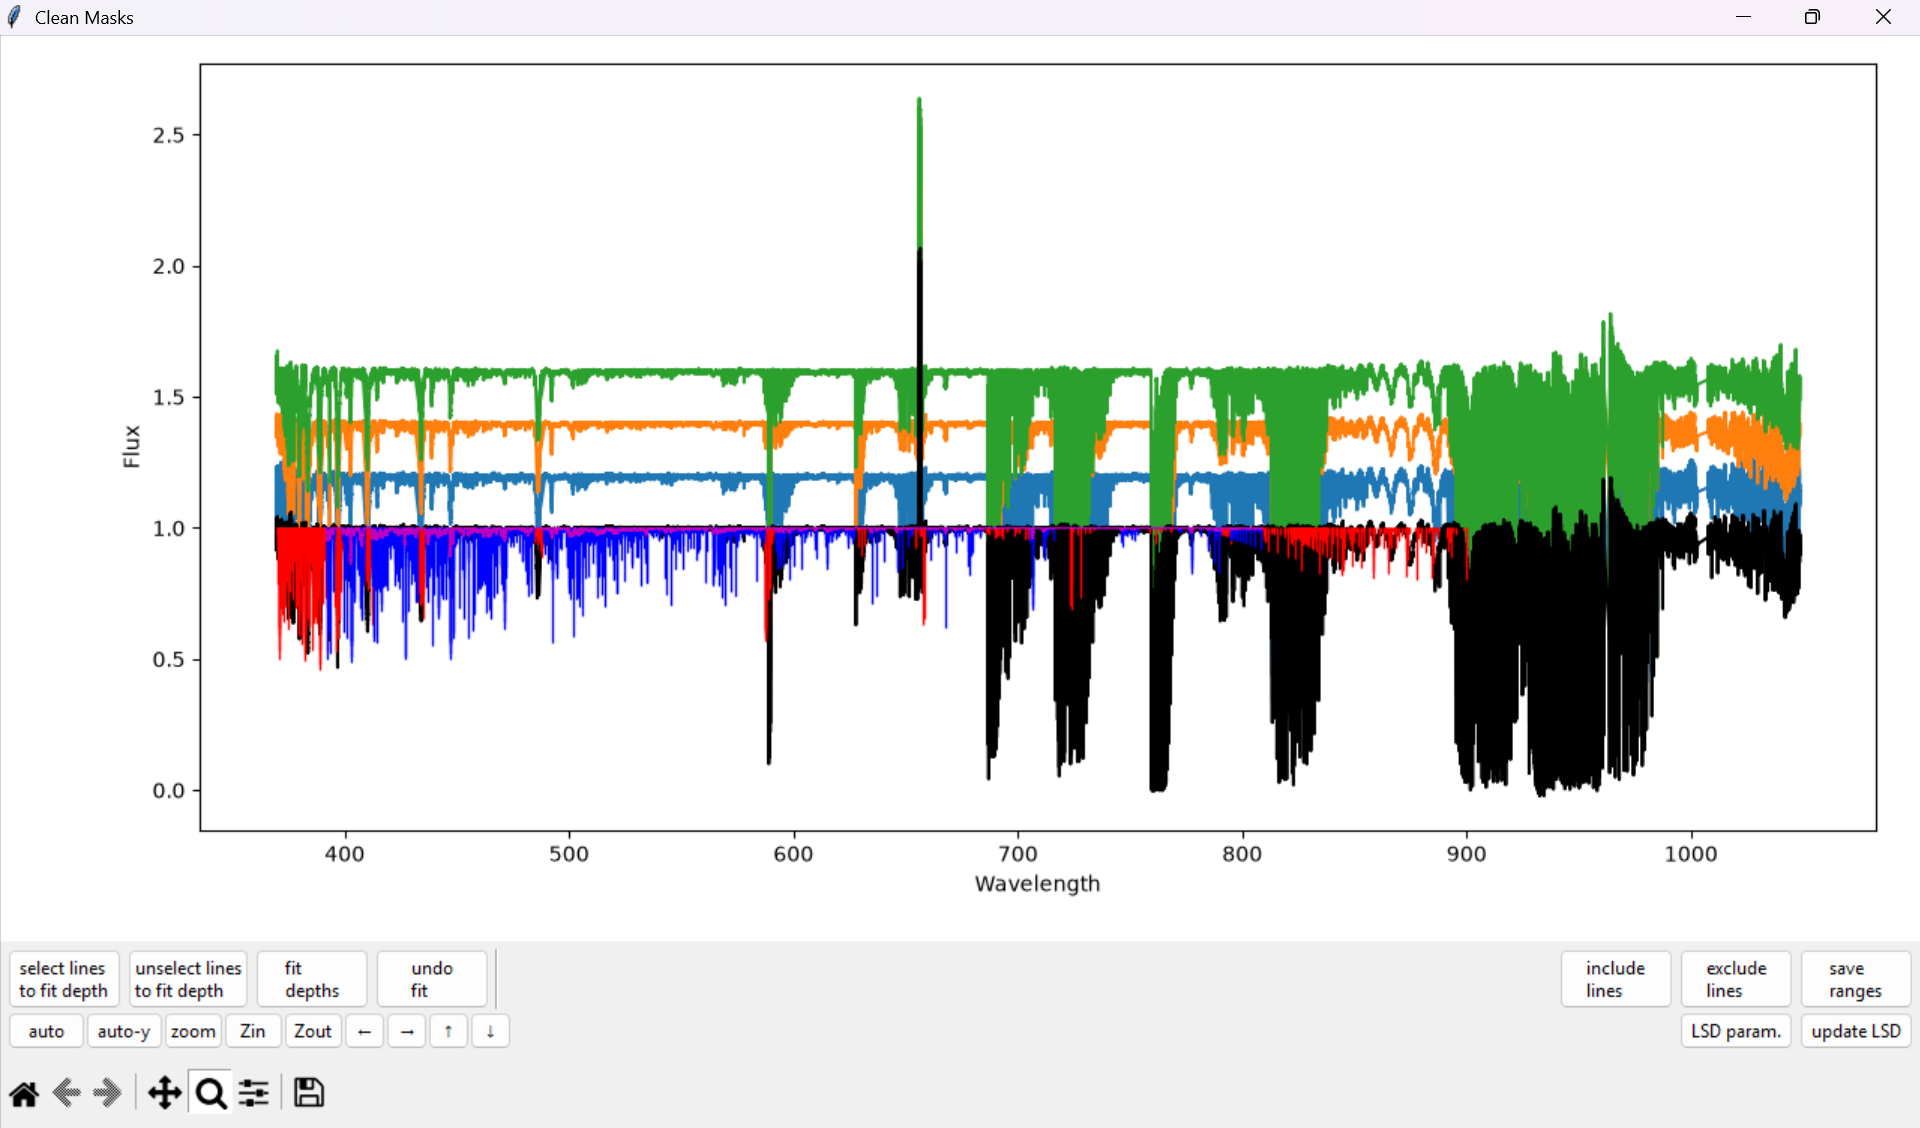 Clean Masks
2.5
2.0
1.5
1.0
0.5
0.0
Flux
400 500 600 700 800 900 1000
Wavelength
select lines
to fit depth
unselect lines
to fit depth
fit
depths
undo
fit
include
lines
exclude
lines
save
ranges
auto auto-y zoom Zin Zout ← → ↑ ↓ LSD param. update LSD